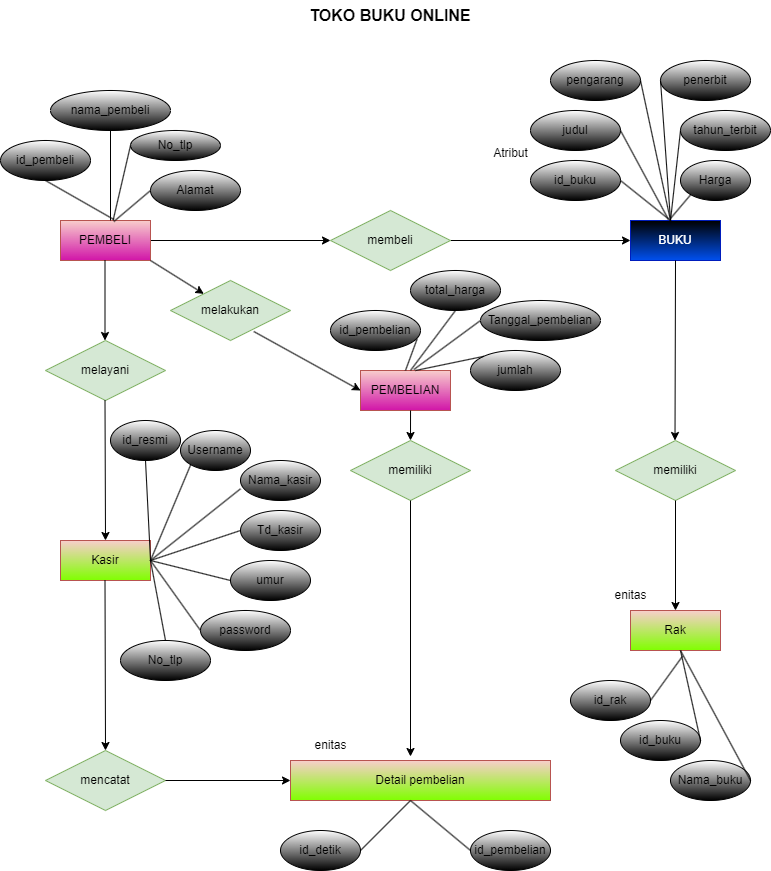 TOKO BUKU ONLINE
pengarang
penerbit
nama_pembeli
judul
tahun_terbit
No_tlp
Atribut
id_pembeli
id_buku
Harga
Alamat
PEMBELI
membeli
BUKU
total_harga
melakukan
Tanggal_pembelian
id_pembelian
melayani
jumlah
PEMBELIAN
id_resmi
Username
memiliki
memiliki
Nama_kasir
Td_kasir
Kasir
umur
enitas
password
Rak
No_tlp
id_rak
id_buku
enitas
mencatat
Detail pembelian
Nama_buku
id_detik
id_pembelian